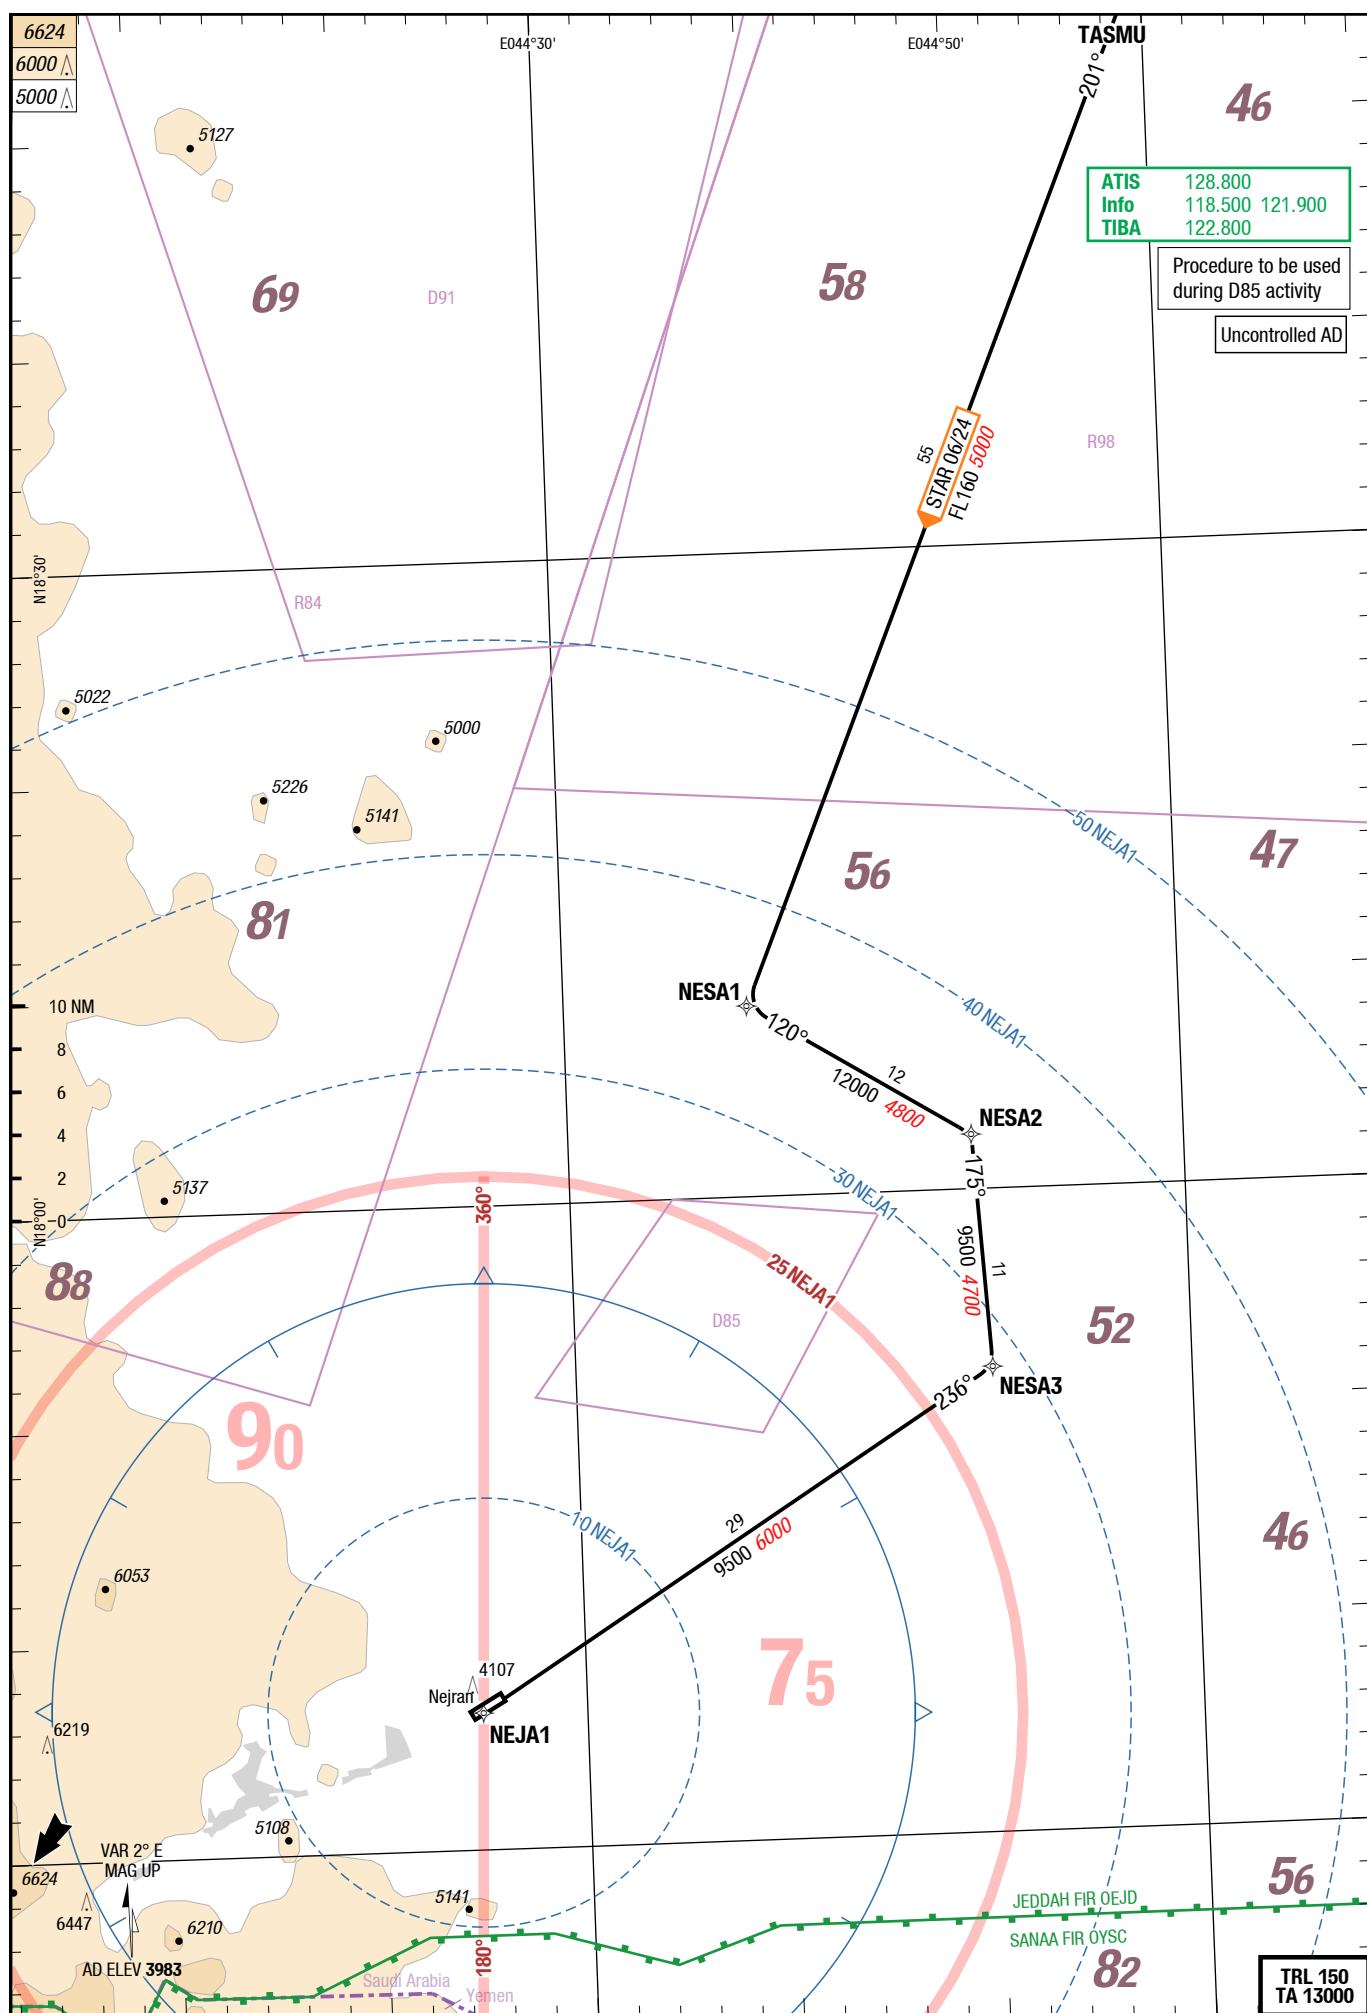 6624
6000
5000
E044°30'
E044°50'
TASMU
201°
46
5127
ATIS 128.800
Info 118.500 121.900
TIBA 122.800
Procedure to be used
during D85 activity
Uncontrolled AD
69
D91
58
55
STAR 06/24
FL160 5000
R98
N18°30'
R84
5022
5000
5226
5141
50 NEJA1
56
47
81
NESA1
10 NM
40 NEJA1
120°
8
12
12000 4800
6
NESA2
4
175°
2
5137
30 NEJA1
360°
N18°00'
0
9500 4700
11
25 NEJA1
88
D85
52
NESA3
236°
90
10 NEJA1
29
9500 6000
46
6053
75
4107
Nejran
NEJA1
6219
5108
VAR 2° E
MAG UP
6624
56
5141
6447
6210
JEDDAH FIR OEJD
SANAA FIR OYSC
180°
AD ELEV 3983
82
Saudi Arabia
Yemen
TRL 150
TA 13000